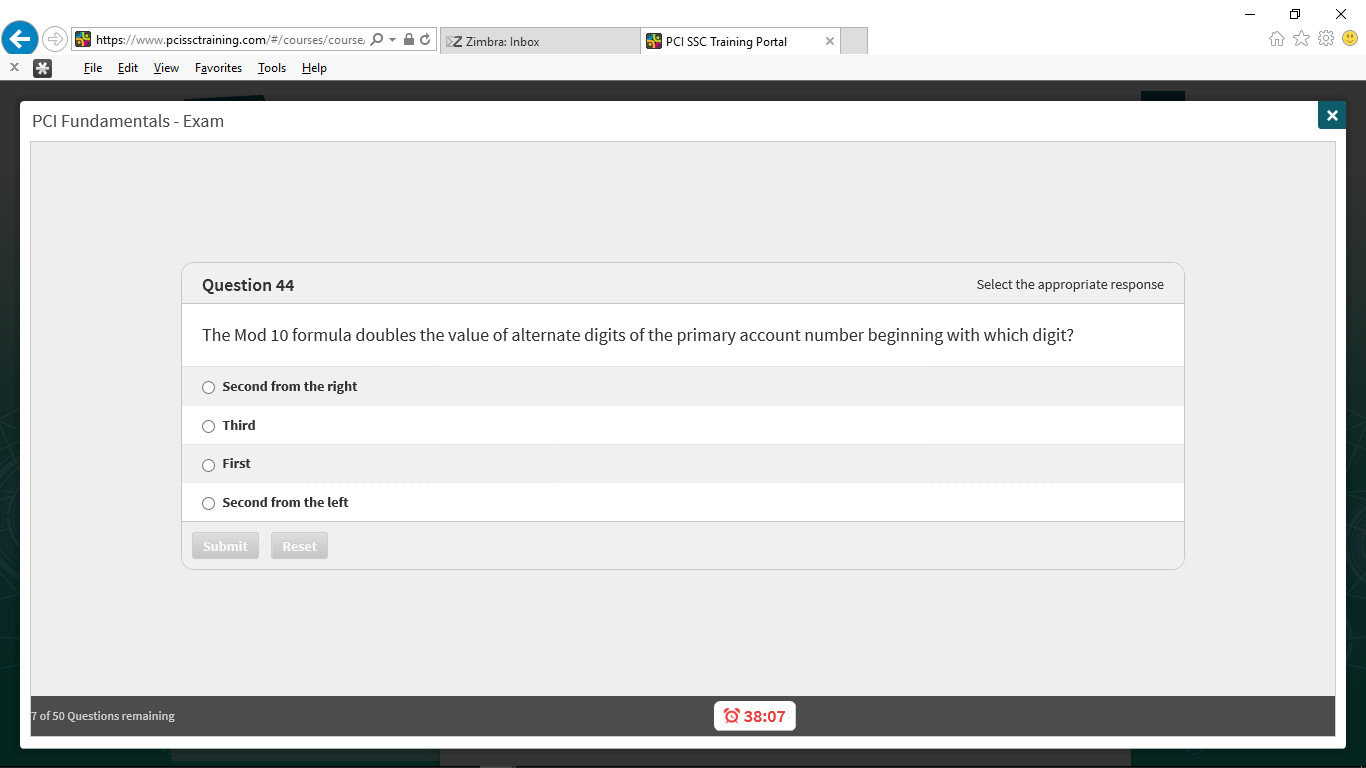 https://www.pcissctraining.com/#/courses/course,
Zimbra: Inbox
PCI SSC Training Portal
File Edit View Favorites Tools Help
PCI Fundamentals - Exam
Question 44
Select the appropriate response
The Mod 10 formula doubles the value of alternate digits of the primary account number beginning with which digit?
Second from the right
Third
First
Second from the left
Submit Reset
7 of 50 Questions remaining
38:07